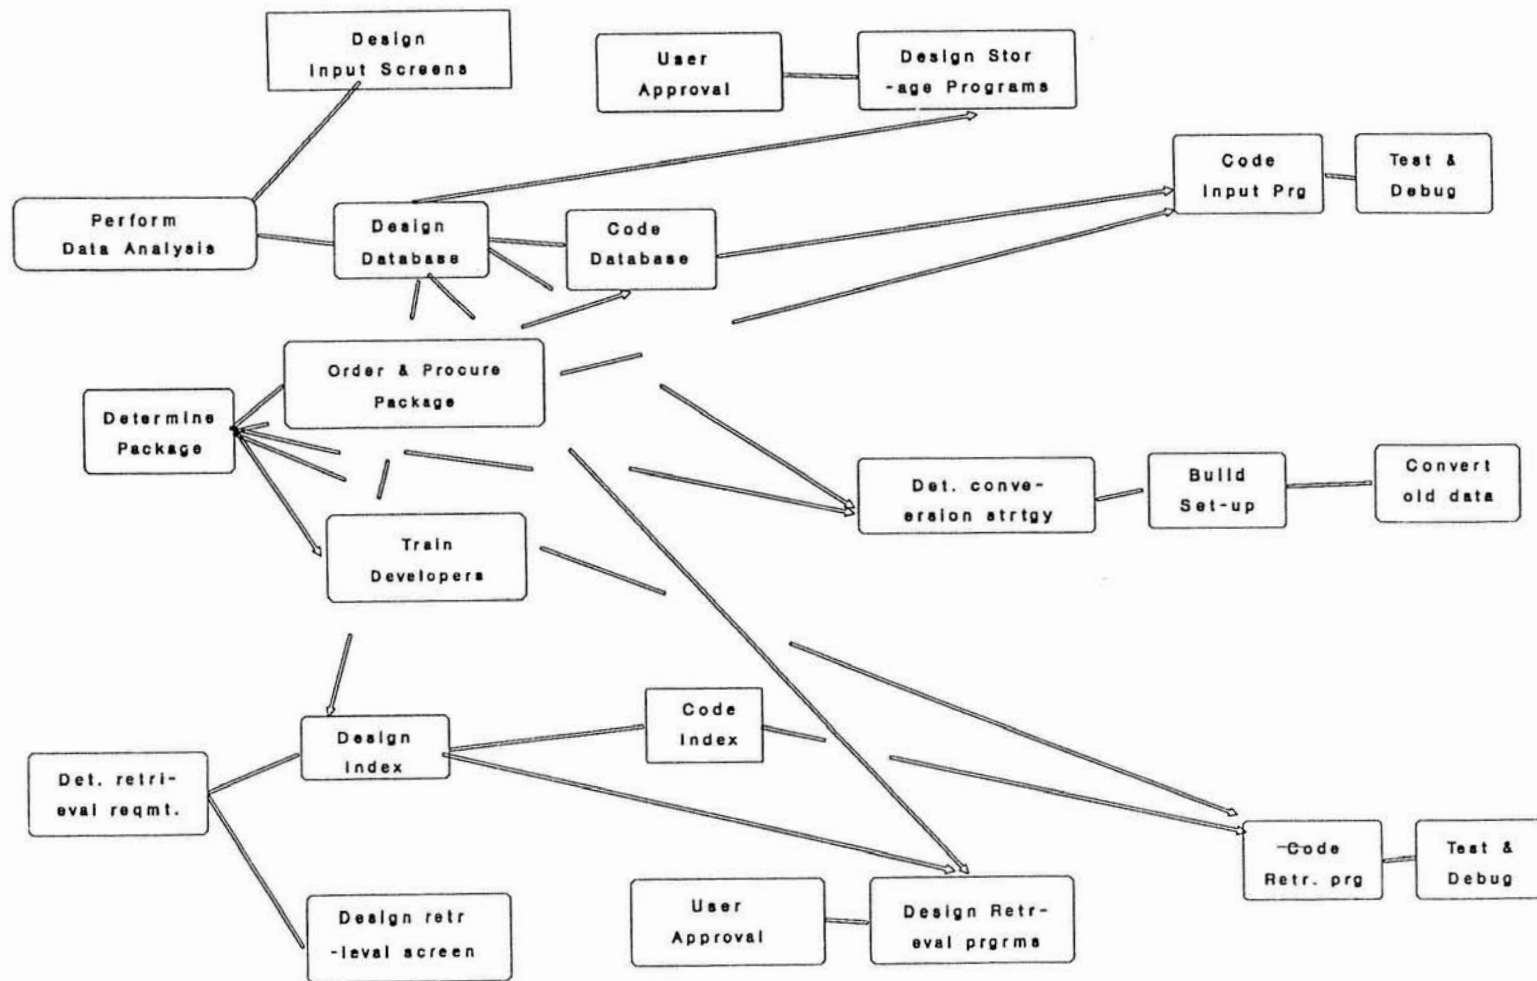 Design
Input Screens
User
Approval
Design Stor
-age Programs
Code
Input Prg
Test &
Debug
Perform
Data Analysis
Design
Database
Code
Database
Order & Procure
Package
Determine
Package
Det. conve-
ersion strtgy
Build
Set-up
Convert
old data
Train
Developers
Code
Index
Design
Index
Det. retri-
eval reqmt.
Code
Retr. prg
Test &
Debug
Design retr
-ieval screen
User
Approval
Design Retr-
eval prgrms